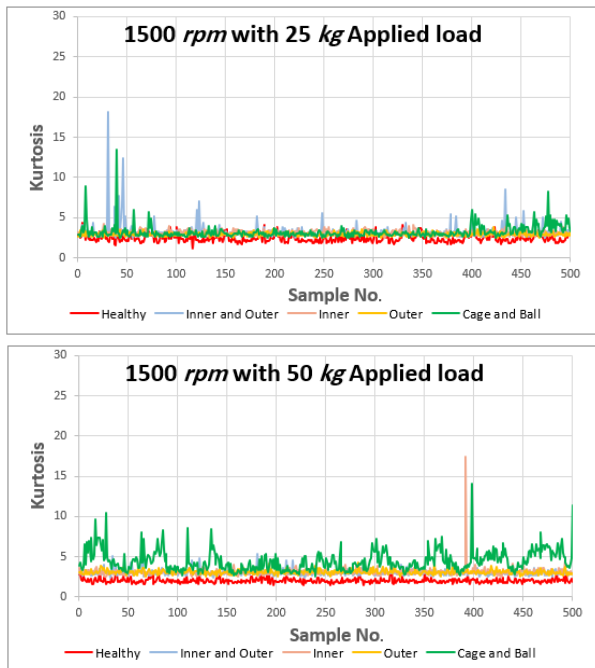 1500 rpm with 25 kg Applied load
30
25
20
15
10
5
0
Kurtosis
0 50 100 150 200 250 300 350 400 450 500
Sample No.
Healthy Inner and Outer Inner Outer Cage and Ball
1500 rpm with 50 kg Applied load
30
25
20
15
10
5
0
Kurtosis
0 50 100 150 200 250 300 350 400 450 500
Sample No.
Healthy Inner and Outer Inner Outer Cage and Ball